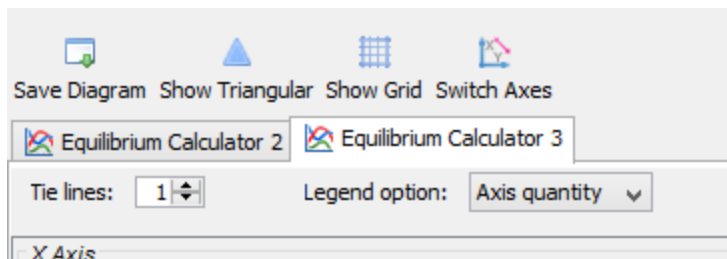 Save Diagram Show Triangular Show Grid Switch Axes
Equilibrium Calculator 2 Equilibrium Calculator 3
Tie lines: 1 Legend option: Axis quantity
X Axis